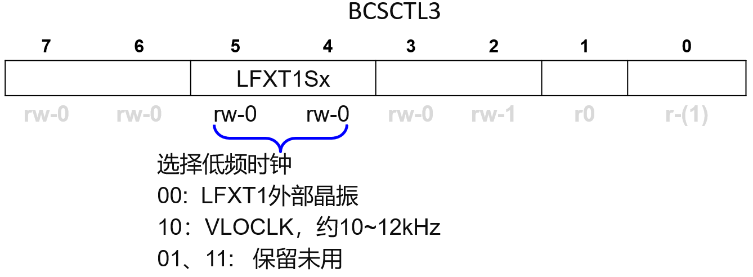 BCSCTL3
7 6 5 4 3 2 1 0
LFXT1Sx
rw-0 rw-0 rw-0 rw-0 rw-0 rw-1 r0 r-(1)
选择低频时钟
00：LFXT1外部晶振
10：VLOCLK，约10~12kHz
01、11： 保留未用